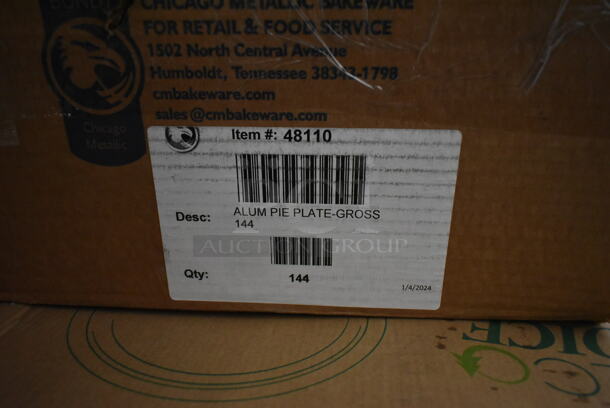 BUNDY
CHICAGO METALLIC BAKEWARE
FOR RETAIL & FOOD SERVICE
1502 North Central Avenue
Humboldt, Tennessee 38343-1798
cmbakeware.com
sales@cmbakeware.com
Chicago
Metallic
Item #: 48110
Desc: ALUM PIE PLATE-GROSS
144
AUCTION GROUP
Qty: 144
1/4/2024